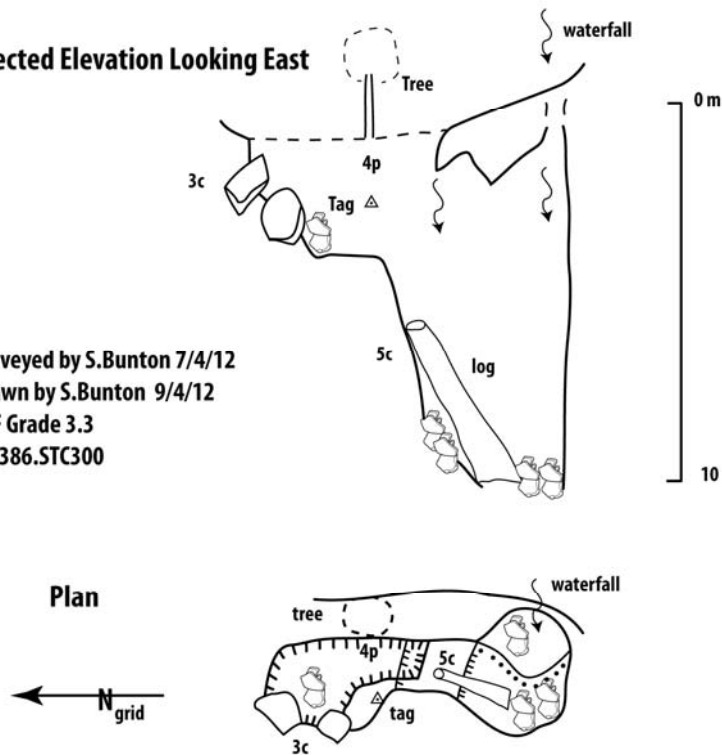 waterfall
ected Elevation Looking East
Tree
0 m
4p
3c
Tag
veyed by S.Bunton 7/4/12
wn by S.Bunton 9/4/12
Grade 3.3
386.STC300
5c
log
10
Plan
waterfall
tree
4p
5c
N grid
tag
3c